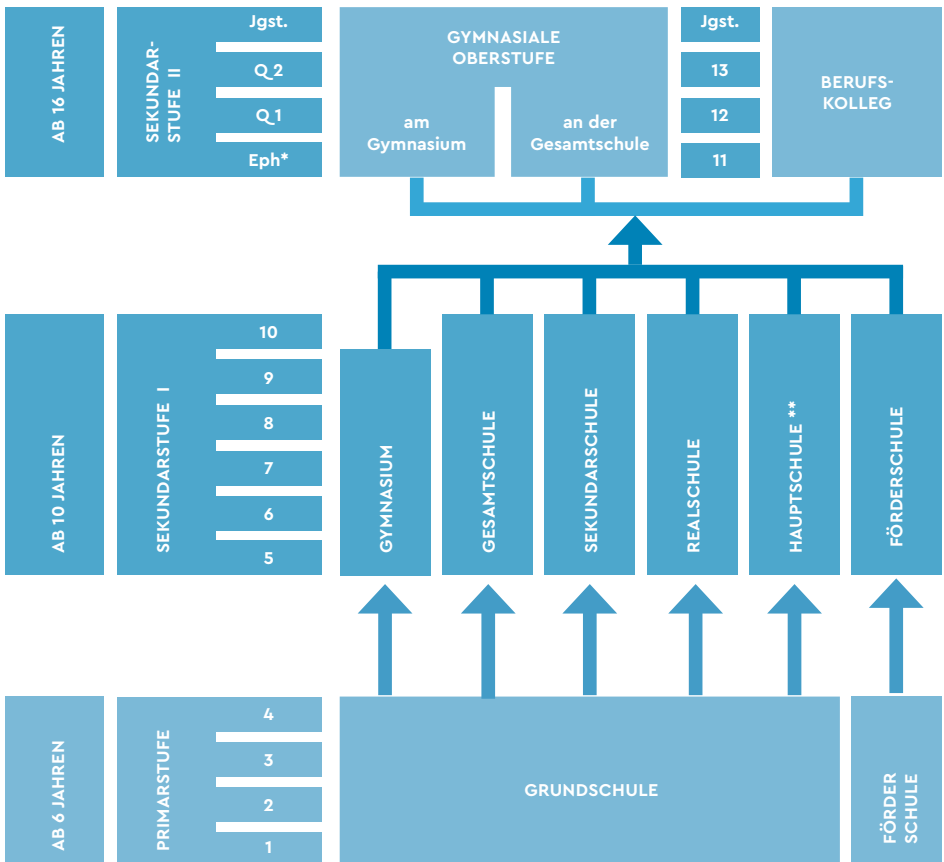 AB 16 JAHREN
SEKUNDAR-
STUFE II
Jgst.
Q 2
Q 1
Eph*
GYMNASIALE
OBERSTUFE
am
Gymnasium
an der
Gesamtschule
Jgst.
13
12
11
BERUFS-
KOLLEG
AB 10 JAHREN
SEKUNDARSTUFE I
10
9
8
7
6
5
GYMNASIUM
GESAMTSCHULE
SEKUNDARSCHULE
REALSCHULE
HAUPTSCHULE **
FÖRDERSCHULE
AB 6 JAHREN
PRIMARSTUFE
4
3
2
1
GRUNDSCHULE
FÖRDER
SCHULE